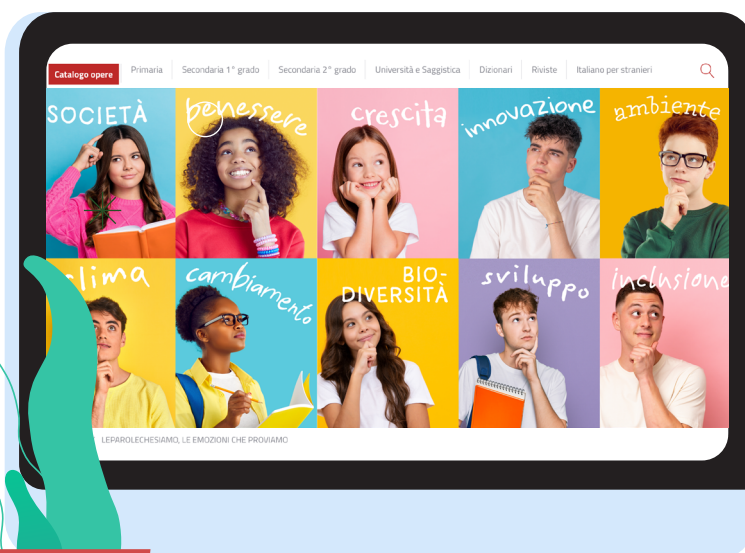 Catalogo opere Primaria Secondaria 1° grado Secondaria 2° grado Università e Saggistica Dizionari Riviste Italiano per stranieri
SOCIETÀ
benessere
crescita
innovazione
ambiente
clima
cambiamento
BIO-
DIVERSITÀ
sviluppo
inclusione
LEPAROLECHESIAMO, LE EMOZIONI CHE PROVIAMO